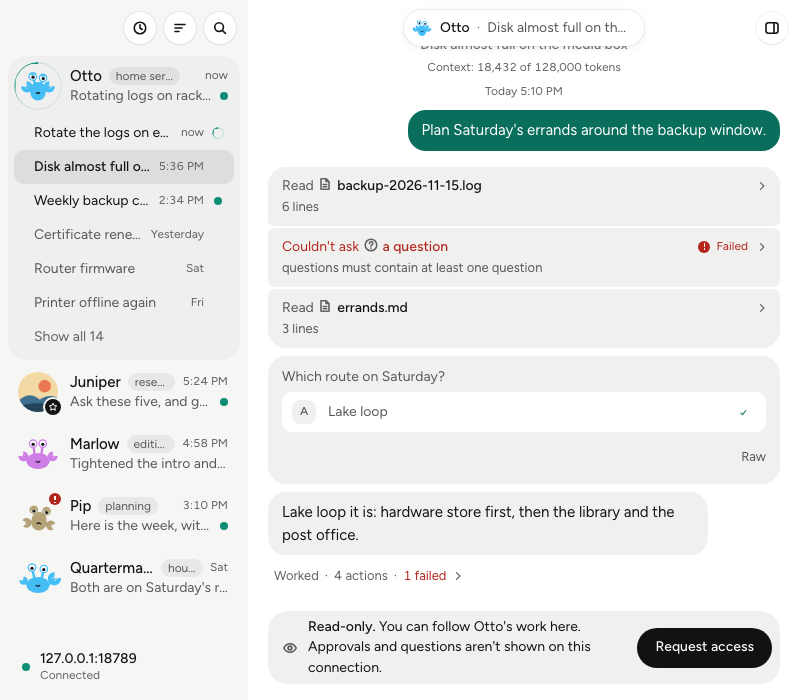 Otto home ser... now
Rotating logs on rack...
Rotate the logs on e... now
Disk almost full o... 5:36 PM
Weekly backup c... 2:34 PM
Certificate rene... Yesterday
Router firmware Sat
Printer offline again Fri
Show all 14
Juniper rese... 5:24 PM
Ask these five, and g...
Marlow editi... 4:58 PM
Tightened the intro and...
Pip planning 3:10 PM
Here is the week, wit...
Quarterma... hou... Sat
Both are on Saturday's r...
127.0.0.1:18789
Connected
Otto · Disk almost full on th...
Disk almost full on the media box
Context: 18,432 of 128,000 tokens
Today 5:10 PM
Plan Saturday's errands around the backup window.
Read backup-2026-11-15.log
6 lines
Couldn't ask a question Failed
questions must contain at least one question
Read errands.md
3 lines
Which route on Saturday?
A Lake loop
Raw
Lake loop it is: hardware store first, then the library and the
post office.
Worked · 4 actions · 1 failed
Read-only. You can follow Otto's work here.
Approvals and questions aren't shown on this
connection.
Request access